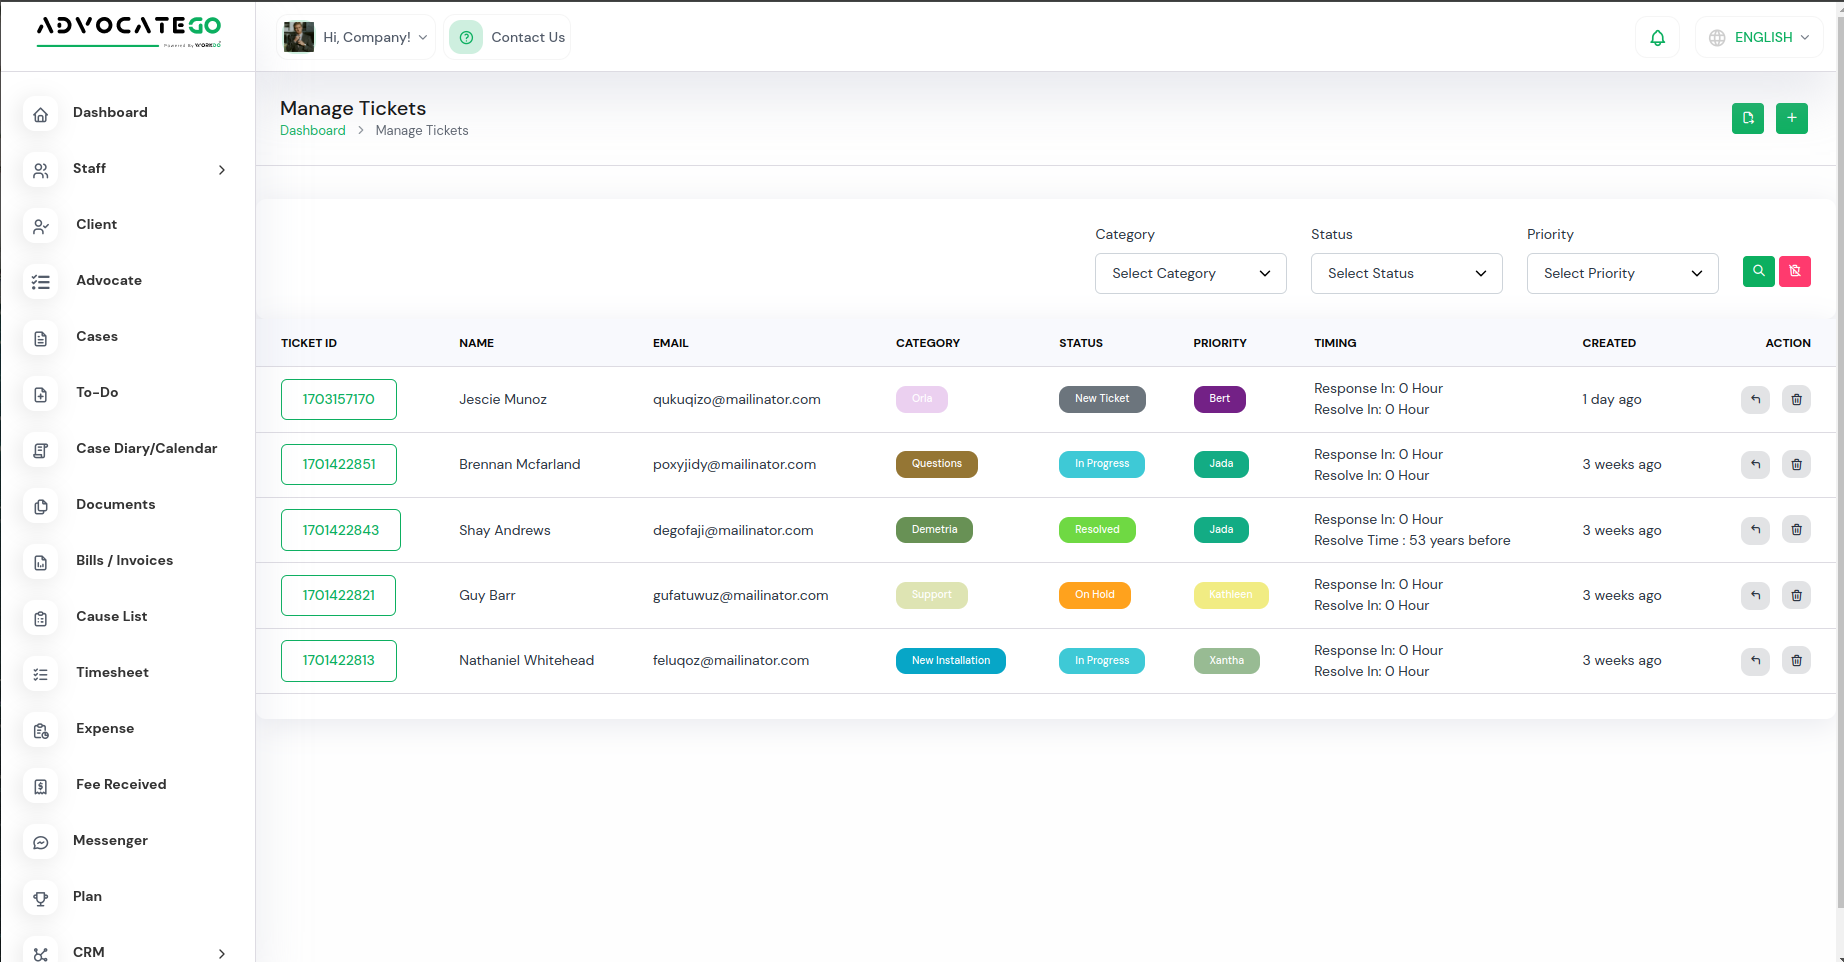 ADVOCATEGO
Powered By WORKDO
Hi, Company!
Contact Us
ENGLISH
Dashboard
Staff
Client
Advocate
Cases
To-Do
Case Diary/Calendar
Documents
Bills / Invoices
Cause List
Timesheet
Expense
Fee Received
Messenger
Plan
CRM
Manage Tickets
Dashboard > Manage Tickets
Category Status Priority
Select Category Select Status Select Priority
TICKET ID NAME EMAIL CATEGORY STATUS PRIORITY TIMING CREATED ACTION
1703157170 Jescie Munoz qukuqizo@mailinator.com Orla New Ticket Bert Response In: 0 Hour 1 day ago
Resolve In: 0 Hour
1701422851 Brennan Mcfarland poxyjidy@mailinator.com Questions In Progress Jada Response In: 0 Hour 3 weeks ago
Resolve In: 0 Hour
1701422843 Shay Andrews degofaji@mailinator.com Demetria Resolved Jada Response In: 0 Hour 3 weeks ago
Resolve Time : 53 years before
1701422821 Guy Barr gufatuwuz@mailinator.com Support On Hold Kathleen Response In: 0 Hour 3 weeks ago
Resolve In: 0 Hour
1701422813 Nathaniel Whitehead feluqoz@mailinator.com New Installation In Progress Xantha Response In: 0 Hour 3 weeks ago
Resolve In: 0 Hour